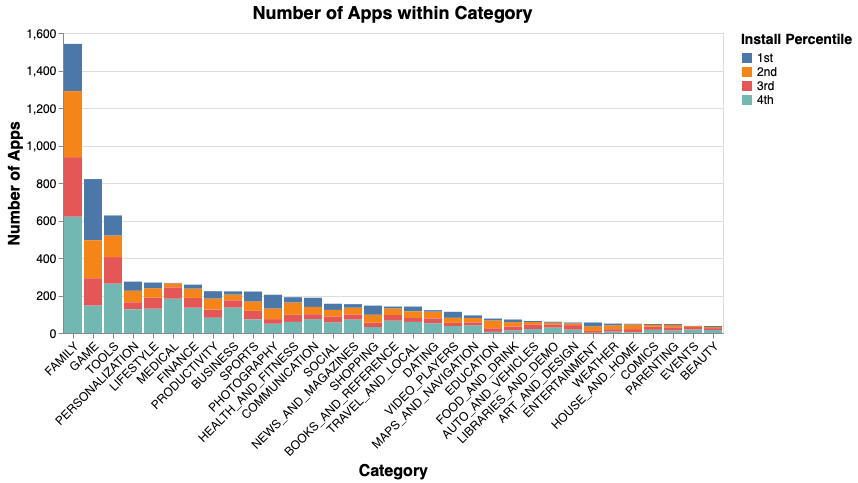 Number of Apps within Category
1,600
1,400
1,200
1,000
800
600
400
200
0
Number of Apps
FAMILY
GAME
TOOLS
PERSONALIZATION
LIFESTYLE
MEDICAL
FINANCE
PRODUCTIVITY
BUSINESS
SPORTS
PHOTOGRAPHY
HEALTH_AND_FITNESS
COMMUNICATION
SOCIAL
NEWS_AND_MAGAZINES
SHOPPING
BOOKS_AND_REFERENCE
TRAVEL_AND_LOCAL
DATING
VIDEO_PLAYERS
MAPS_AND_NAVIGATION
EDUCATION
FOOD_AND_DRINK
AUTO_AND_VEHICLES
LIBRARIES_AND_DEMO
ART_AND_DESIGN
ENTERTAINMENT
WEATHER
HOUSE_AND_HOME
COMICS
PARENTING
EVENTS
BEAUTY
Category
Install Percentile
1st
2nd
3rd
4th